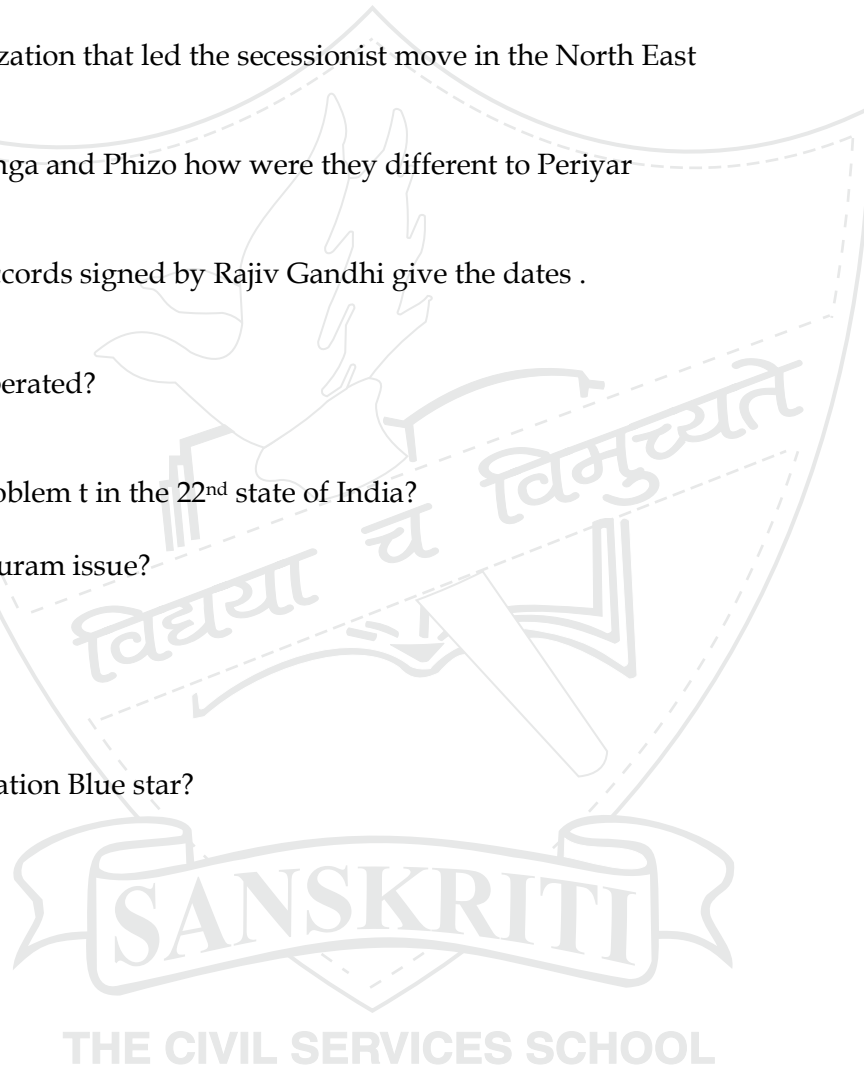 zation that led the secessionist move in the North East
nga and Phizo how were they different to Periyar
cords signed by Rajiv Gandhi give the dates .
erated?
oblem t in the 22nd state of India?
uram issue?
विद्यया च विमुच्यते
ation Blue star?
SANSKRITI
THE CIVIL SERVICES SCHOOL